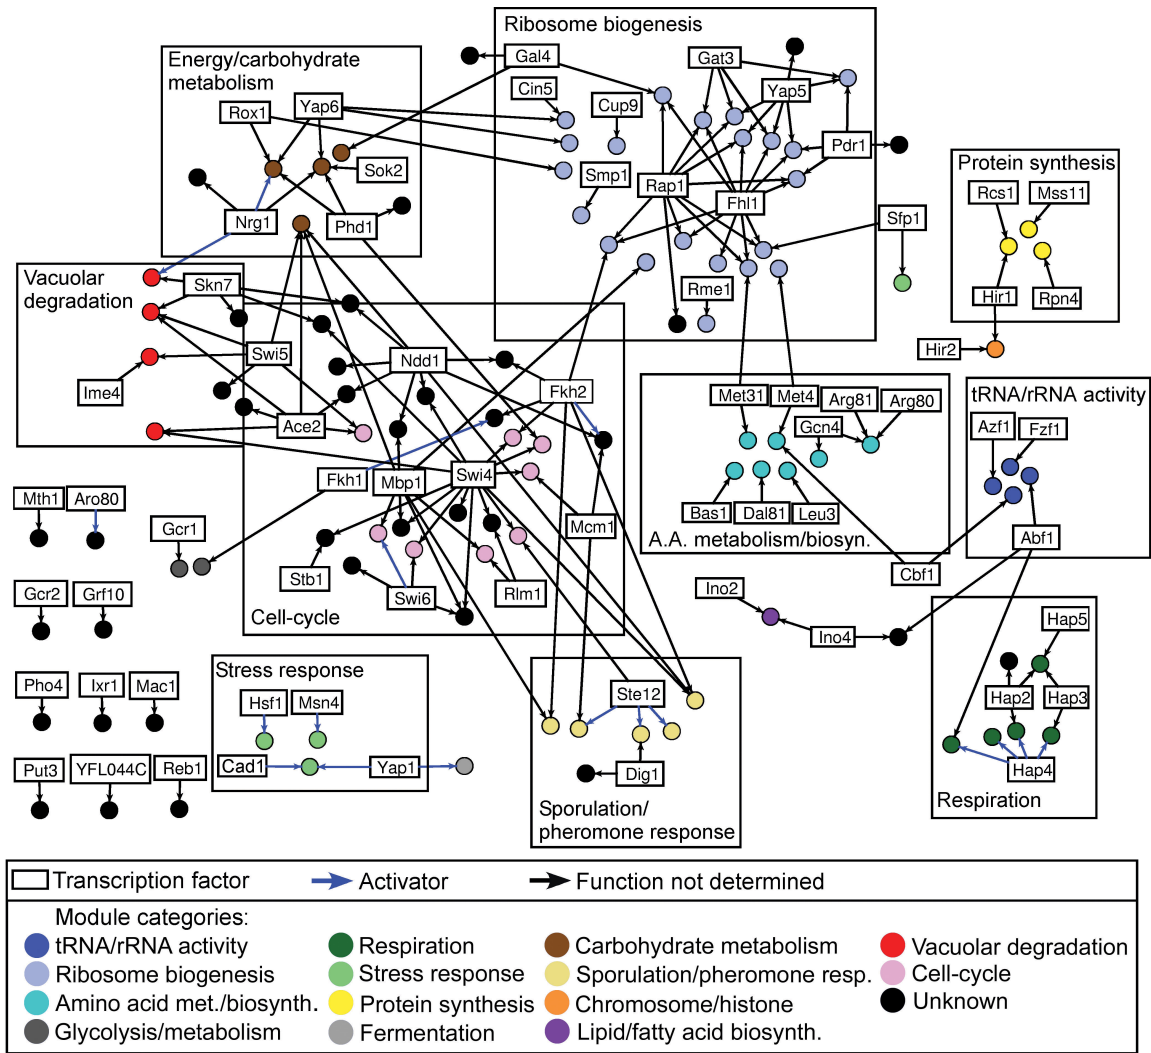 Ribosome biogenesis
Energy/carbohydrate
metabolism
Gal4
Gat3
Cin5
Yap5
Rox1
Yap6
Cup9
Pdr1
Sok2
Smp1
Rap1
Protein synthesis
Rcs1
Mss11
Nrg1
Phd1
Fhl1
Sfp1
Vacuolar
degradation
Skn7
Rme1
Hir1
Rpn4
Hir2
Swi5
Ndd1
Ime4
Fkh2
Met31
Met4
Arg81
Arg80
tRNA/rRNA activity
Gcn4
Azf1
Fzf1
Ace2
Fkh1
Mbp1
Swi4
Mth1
Aro80
Gcr1
Mcm1
Bas1
Dal81
Leu3
A.A. metabolism/biosyn.
Abf1
Stb1
Cbf1
Gcr2
Grf10
Swi6
Rlm1
Ino2
Cell-cycle
Ino4
Hap5
Stress response
Pho4
Ixr1
Mac1
Hsf1
Msn4
Ste12
Hap2
Hap3
Put3
YFL044C
Reb1
Cad1
Yap1
Dig1
Hap4
Sporulation/
pheromone response
Respiration
Transcription factor
Activator
Function not determined
Module categories:
tRNA/rRNA activity
Respiration
Carbohydrate metabolism
Vacuolar degradation
Ribosome biogenesis
Stress response
Sporulation/pheromone resp.
Cell-cycle
Amino acid met./biosynth.
Protein synthesis
Chromosome/histone
Unknown
Glycolysis/metabolism
Fermentation
Lipid/fatty acid biosynth.